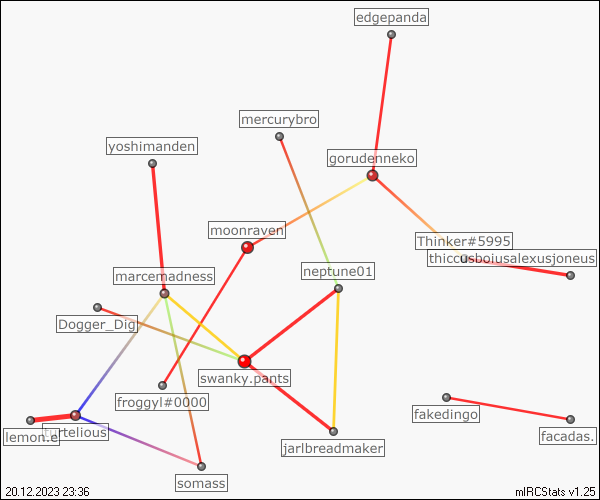 edgepanda
mercurybro
yoshimanden
gorudenneko
moonraven
Thinker#5995
thiccusboiusalexusjoneus
marcemadness
neptune01
Dogger_Dig
swanky.pants
froggyl#0000
fakedingo
lemon.e
turtelious
facadas.
jarlbreadmaker
somass
20.12.2023 23:36
mIRCStats v1.25